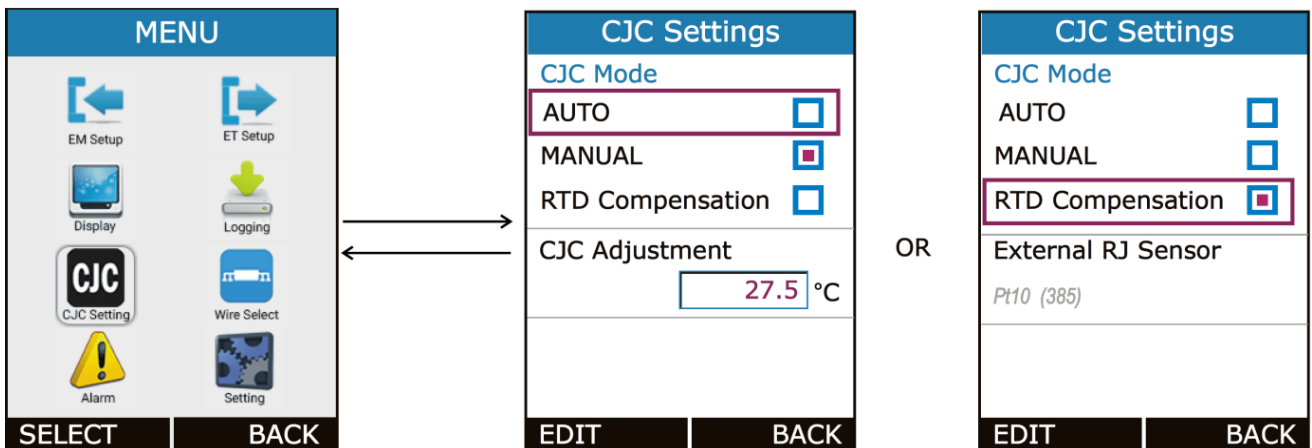 MENU
EM Setup
ET Setup
Display
Logging
CJC
CJC Setting
Wire Select
Alarm
Setting
SELECT BACK
CJC Settings
CJC Mode
AUTO
MANUAL
RTD Compensation
CJC Adjustment
27.5 °C
EDIT BACK
OR
CJC Settings
CJC Mode
AUTO
MANUAL
RTD Compensation
External RJ Sensor
Pt10 (385)
EDIT BACK